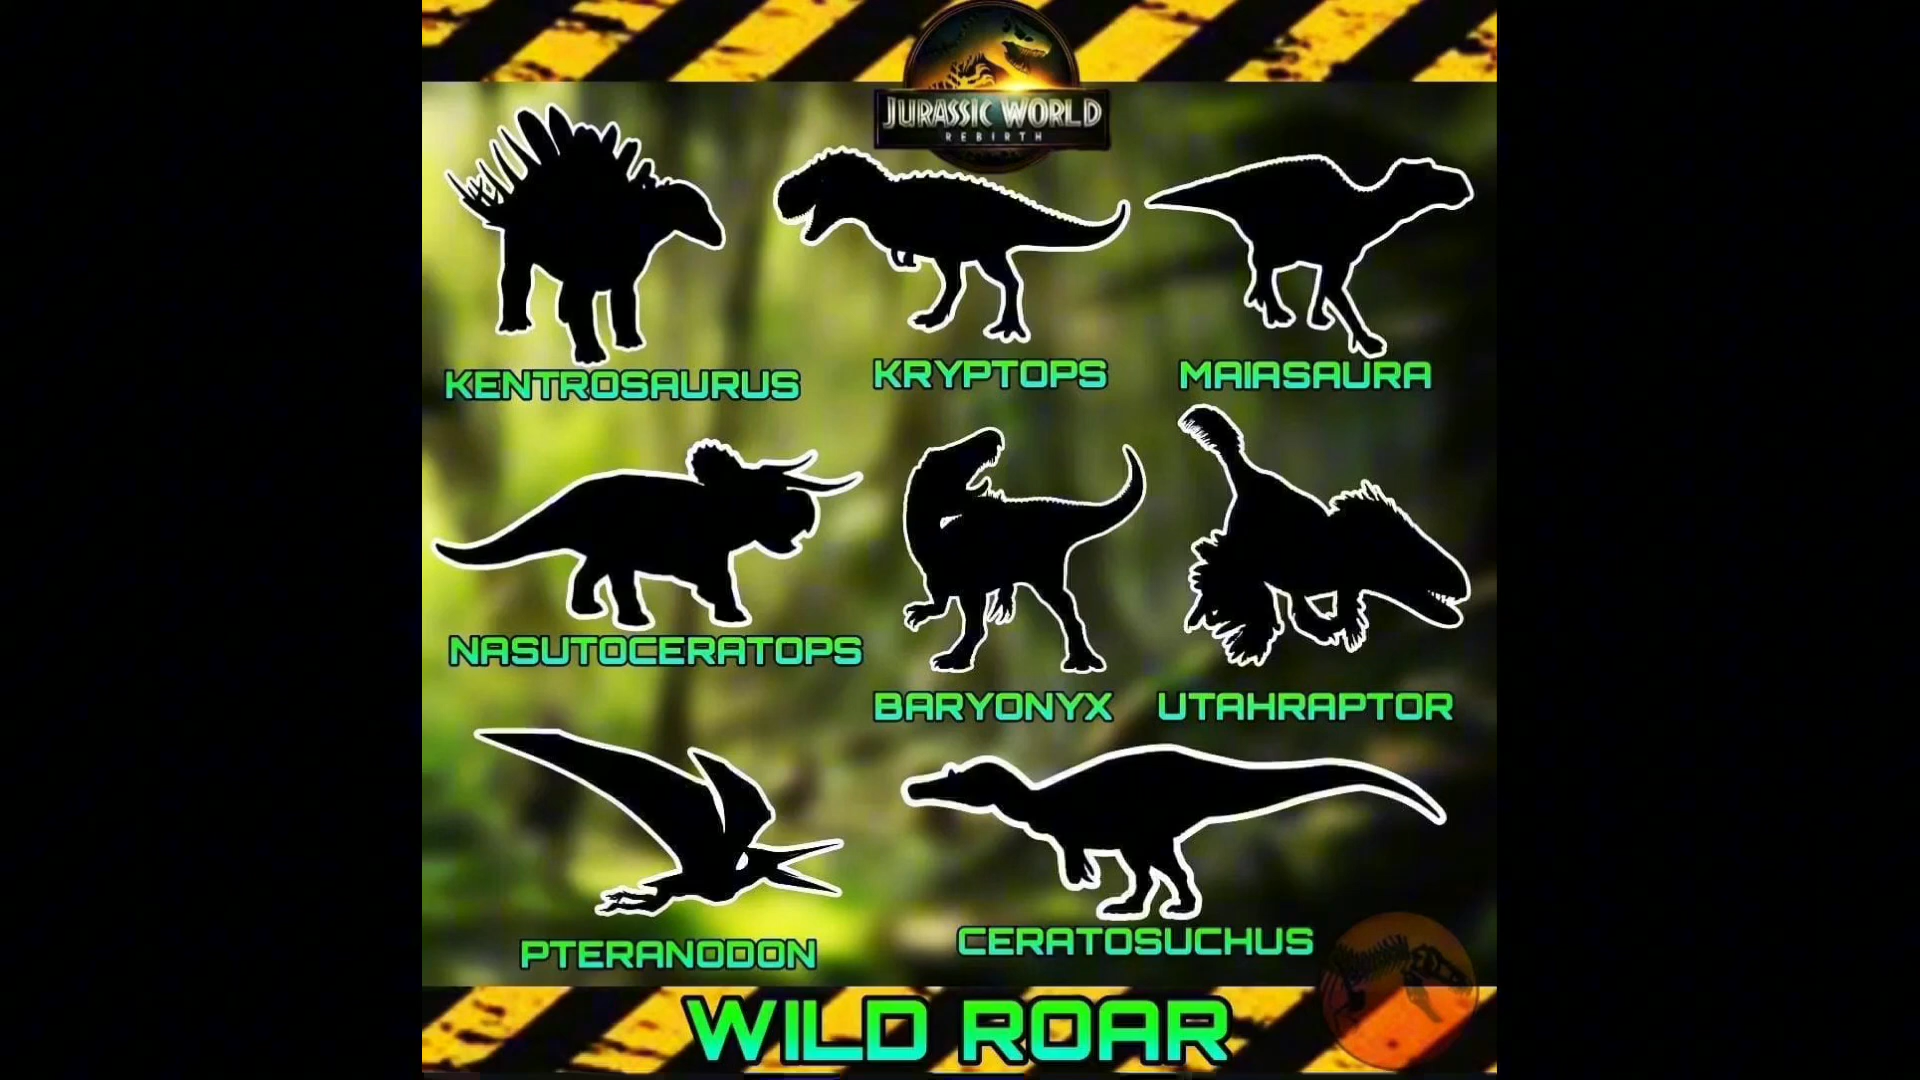 JURASSIC WORLD
REBIRTH
KENTROSAURUS
KRYPTOPS
MAIASAURA
NASUTOCERATOPS
BARYONYX
UTAHRAPTOR
PTERANODON
CERATOSUCHUS
WILD ROAR